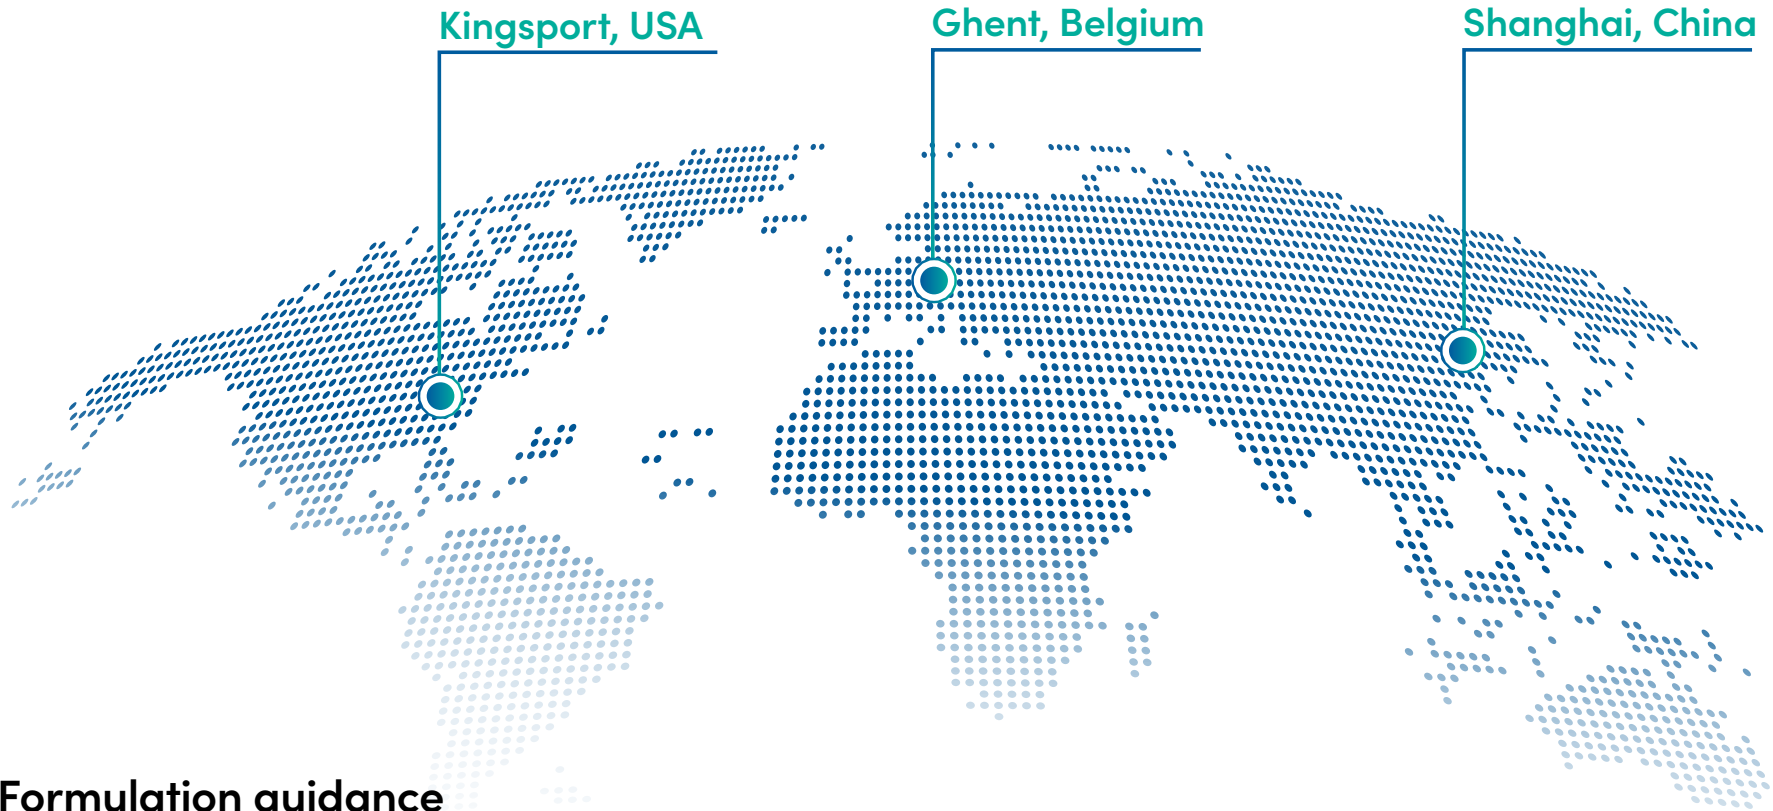 Kingsport, USA
Ghent, Belgium
Shanghai, China
Formulation guidance